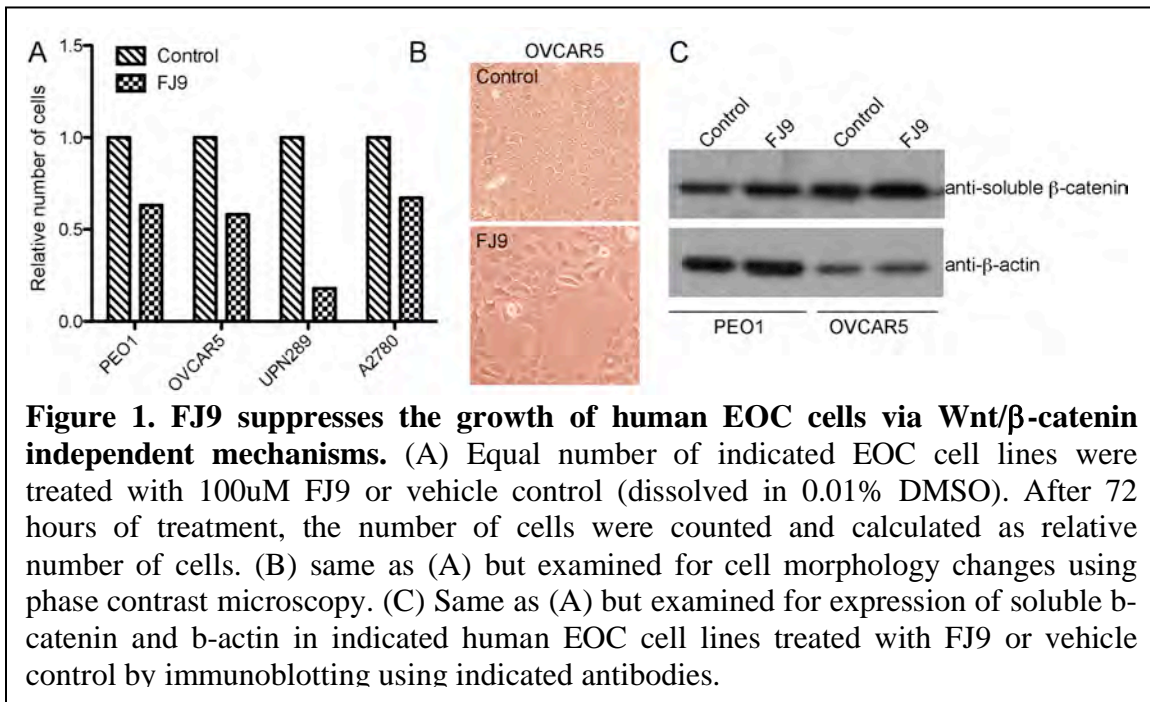 A
1.5
1.0
0.5
0.0
Relative number of cells
Control
FJ9
PEO1
OVCAR5
UPN289
A2780
B
OVCAR5
Control
FJ9
C
Control
FJ9
Control
FJ9
anti-soluble β-catenin
anti-β-actin
PEO1
OVCAR5
Figure 1. FJ9 suppresses the growth of human EOC cells via Wnt/β-catenin
independent mechanisms. (A) Equal number of indicated EOC cell lines were
treated with 100uM FJ9 or vehicle control (dissolved in 0.01% DMSO). After 72
hours of treatment, the number of cells were counted and calculated as relative
number of cells. (B) same as (A) but examined for cell morphology changes using
phase contrast microscopy. (C) Same as (A) but examined for expression of soluble b-
catenin and b-actin in indicated human EOC cell lines treated with FJ9 or vehicle
control by immunoblotting using indicated antibodies.